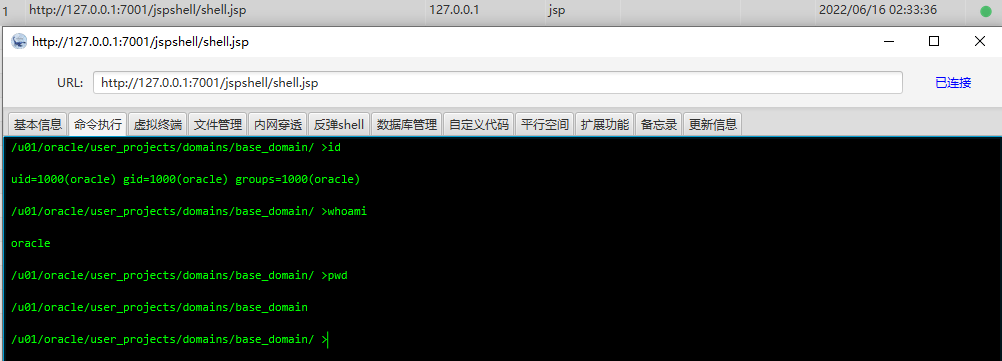 1 http://127.0.0.1:7001/jspshell/shell.jsp 127.0.0.1 jsp 2022/06/16 02:33:36
http://127.0.0.1:7001/jspshell/shell.jsp
URL: http://127.0.0.1:7001/jspshell/shell.jsp 已连接
基本信息 命令执行 虚拟终端 文件管理 内网穿透 反弹shell 数据库管理 自定义代码 平行空间 扩展功能 备忘录 更新信息
/u01/oracle/user_projects/domains/base_domain/ >id
uid=1000(oracle) gid=1000(oracle) groups=1000(oracle)
/u01/oracle/user_projects/domains/base_domain/ >whoami
oracle
/u01/oracle/user_projects/domains/base_domain/ >pwd
/u01/oracle/user_projects/domains/base_domain
/u01/oracle/user_projects/domains/base_domain/ >